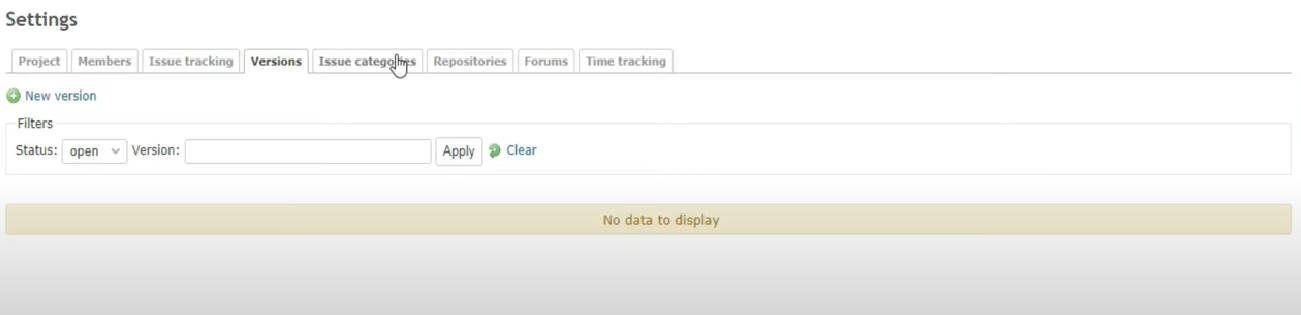 Settings
Project Members Issue tracking Versions Issue categories Repositories Forums Time tracking
New version
Filters
Status: open Version: Apply Clear
No data to display